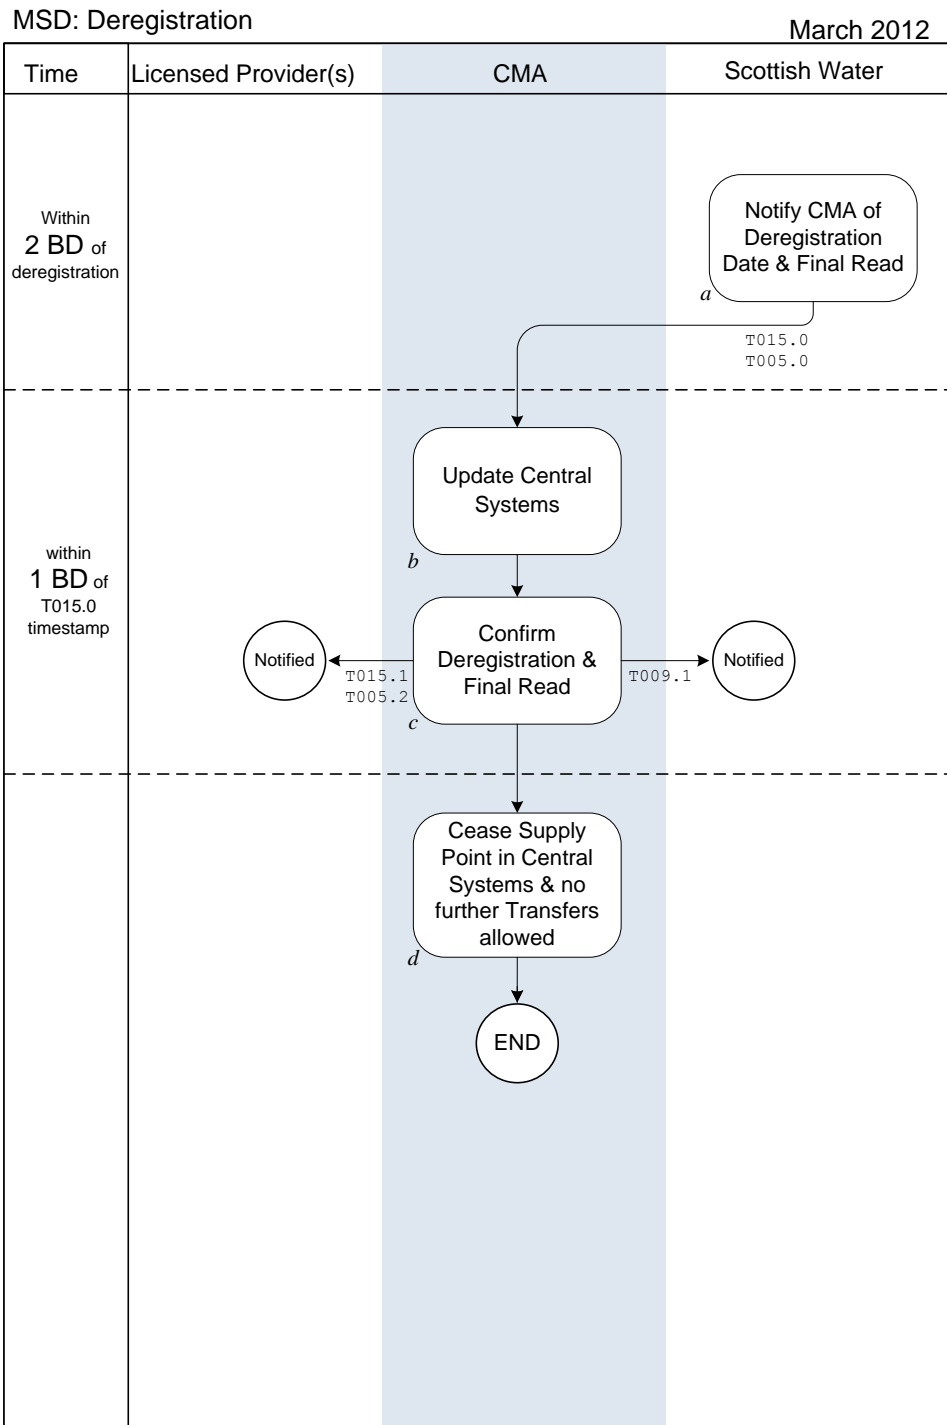 MSD: Deregistration
March 2012
Time
Licensed Provider(s)
CMA
Scottish Water
Within
2 BD of
deregistration
Notify CMA of
Deregistration
Date & Final Read
a
T015.0
T005.0
within
1 BD of
T015.0
timestamp
Update Central
Systems
b
Confirm
Deregistration &
Final Read
c
Notified
T015.1
T005.2
T009.1
Notified
Cease Supply
Point in Central
Systems & no
further Transfers
allowed
d
END